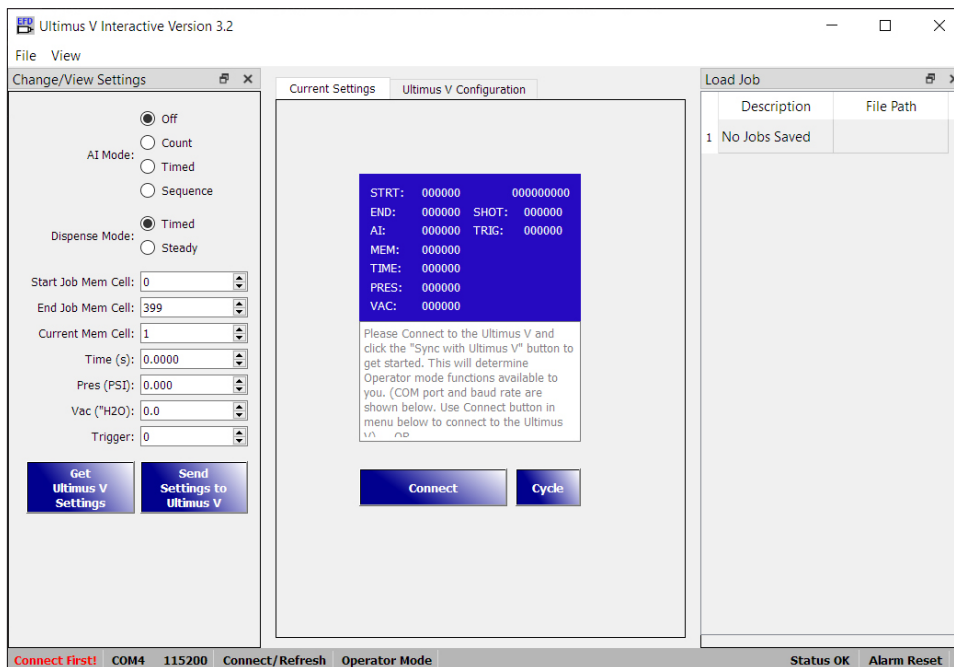 EFD Ultimus V Interactive Version 3.2
File View
Change/View Settings
AI Mode:
Off
Count
Timed
Sequence
Dispense Mode:
Timed
Steady
Start Job Mem Cell: 0
End Job Mem Cell: 399
Current Mem Cell: 1
Time (s): 0.0000
Pres (PSI): 0.000
Vac ("H2O): 0.0
Trigger: 0
Get
Ultimus V
Settings
Send
Settings to
Ultimus V
Current Settings Ultimus V Configuration
STRT: 000000 000000000
END: 000000 SHOT: 000000
AI: 000000 TRIG: 000000
MEM: 000000
TIME: 000000
PRES: 000000
VAC: 000000
Please Connect to the Ultimus V and
click the "Sync with Ultimus V" button to
get started. This will determine
Operator mode functions available to
you. (COM port and baud rate are
shown below. Use Connect button in
menu below to connect to the Ultimus
V) OR
Connect Cycle
Load Job
Description File Path
1 No Jobs Saved
Connect First! COM4 115200 Connect/Refresh Operator Mode Status OK Alarm Reset